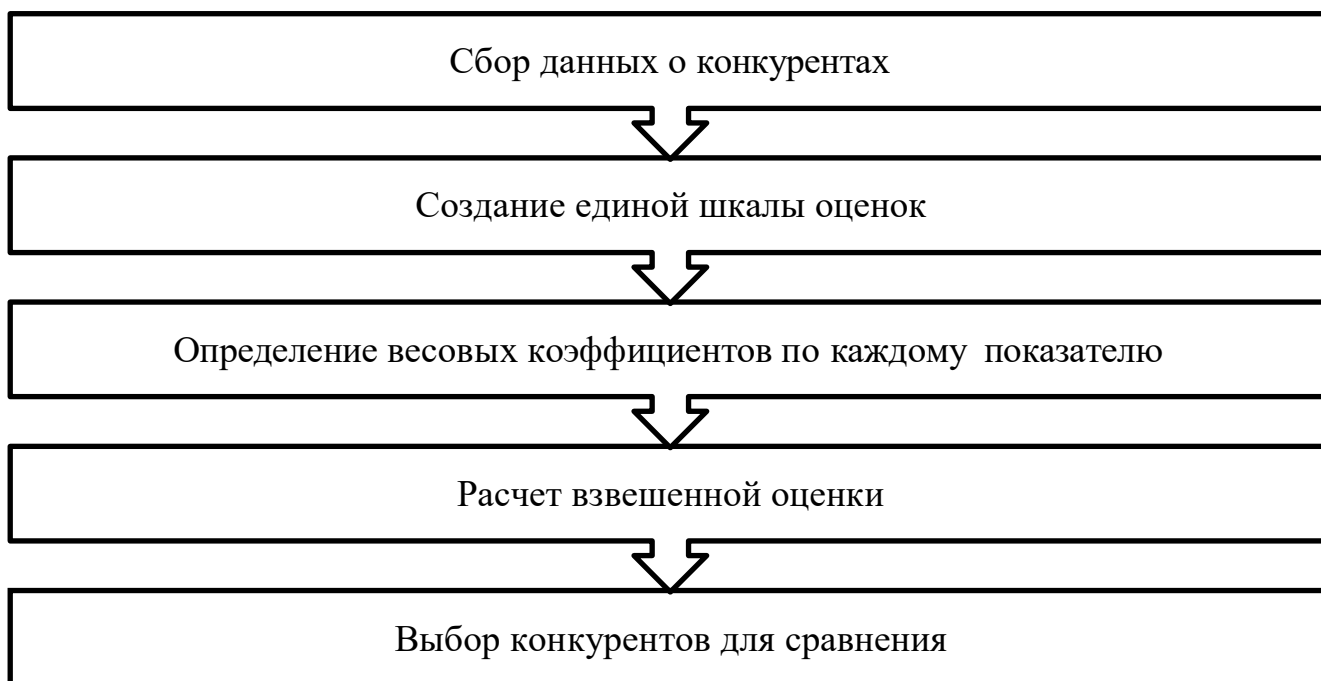 Сбор данных о конкурентах
Создание единой шкалы оценок
Определение весовых коэффициентов по каждому показателю
Расчет взвешенной оценки
Выбор конкурентов для сравнения